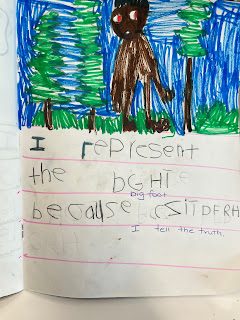 I represent
the
big foot
because
I tell the truth